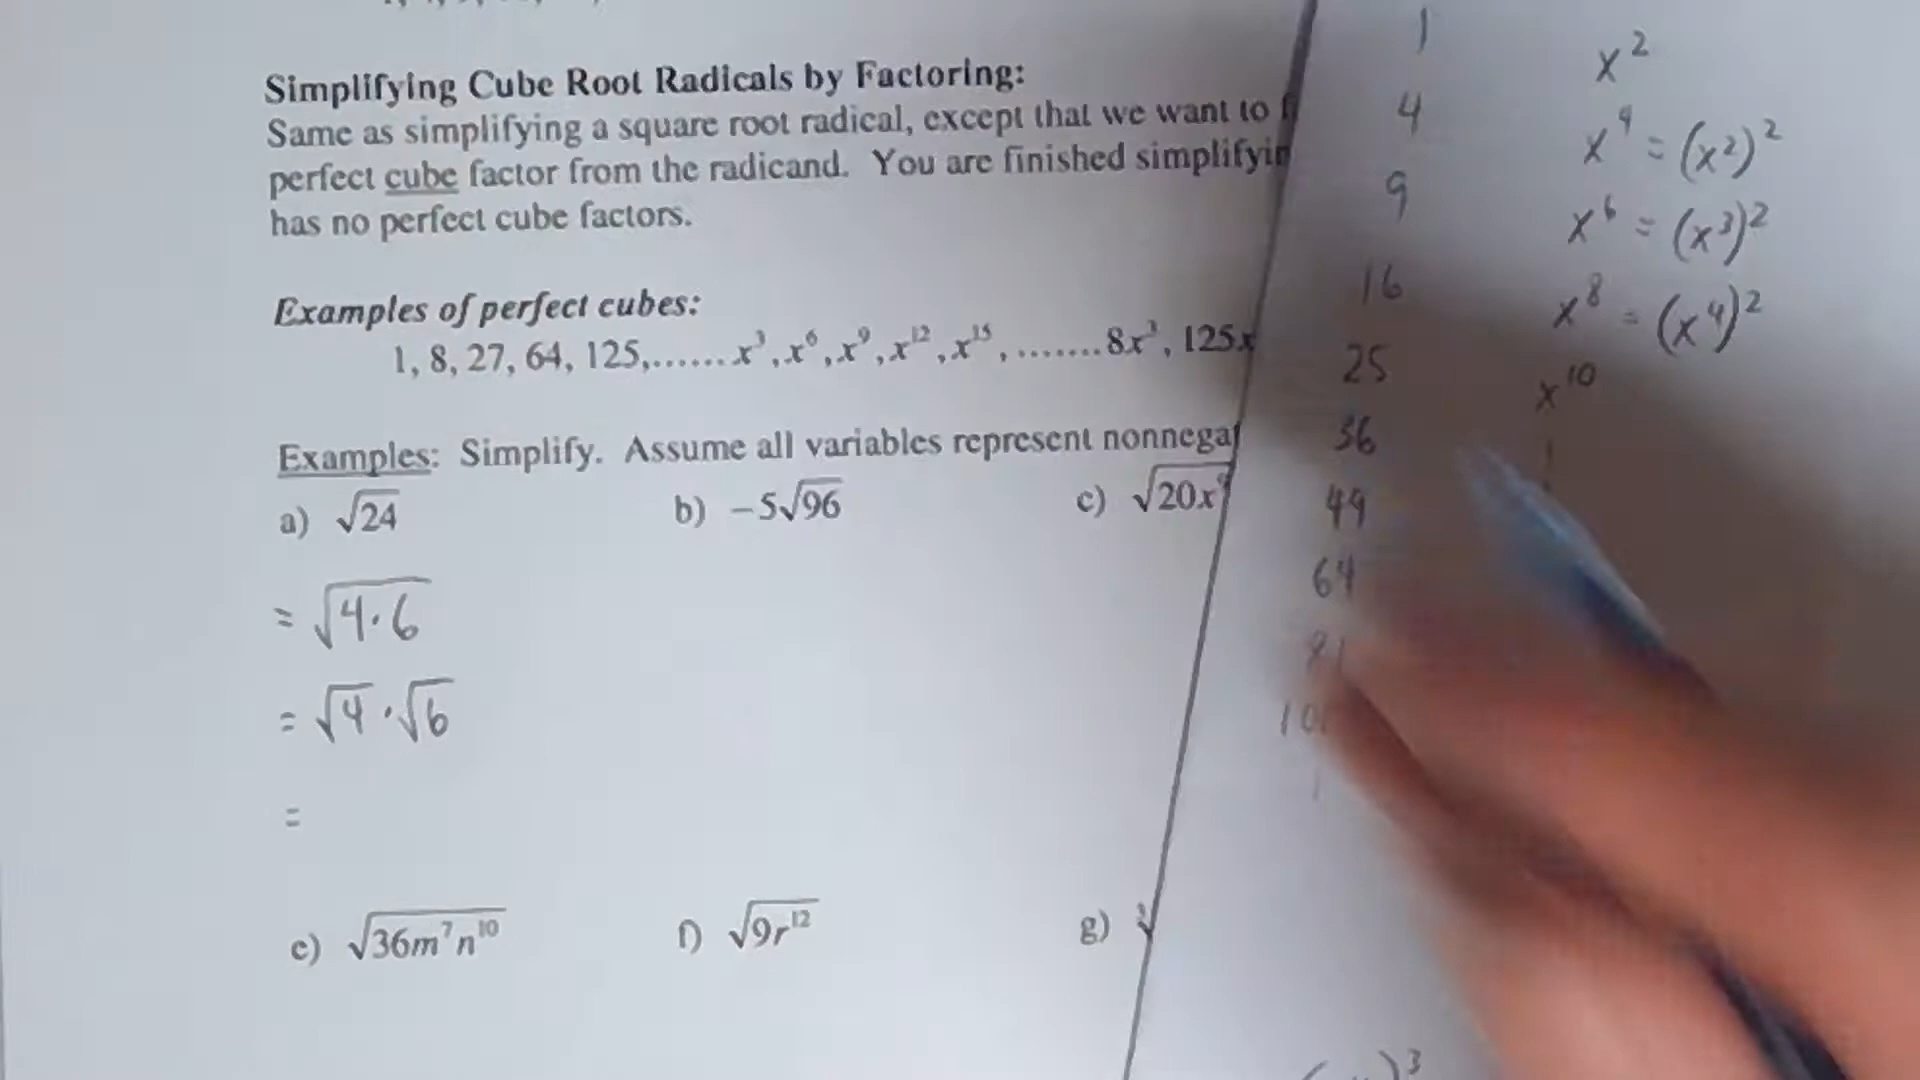 Simplifying Cube Root Radicals by Factoring:
Same as simplifying a square root radical, except that we want to
perfect cube factor from the radicand. You are finished simplifyin
has no perfect cube factors.
Examples of perfect cubes:
1, 8, 27, 64, 125,.......x³, x⁶, x⁹, x¹², x¹⁵, .......8x³, 125x
Examples: Simplify. Assume all variables represent nonnega
a) √24
b) −5√96
c) √20x
= √4·6
= √4 · √6
=
e) √36m⁷n¹⁰
f) √9r¹²
g) ∛
1
4
9
16
25
36
49
64
81
x²
x⁴ = (x²)²
x⁶ = (x³)²
x⁸ = (x⁴)²
x¹⁰